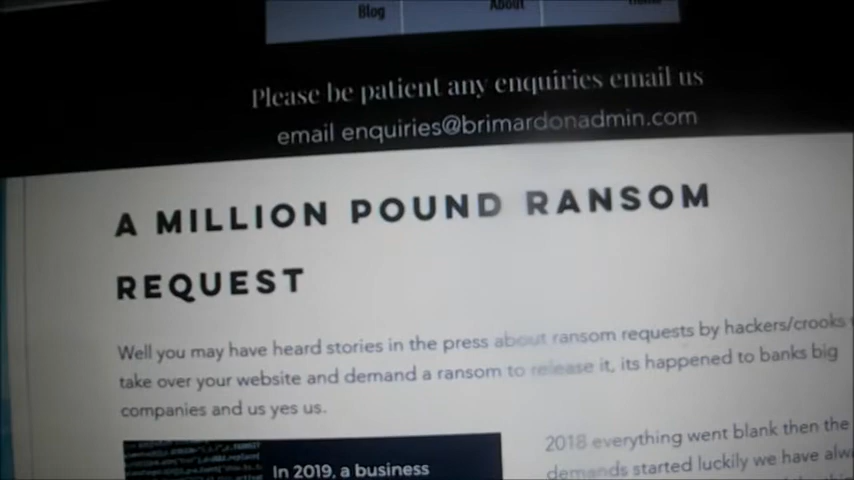 Blog About Home
Please be patient any enquiries email us
email enquiries@brimardonadmin.com
A MILLION POUND RANSOM
REQUEST
Well you may have heard stories in the press about ransom requests by hackers/crooks
take over your website and demand a ransom to release it, its happened to banks big
companies and us yes us.
In 2019, a business
2018 everything went blank then the
demands started luckily we have